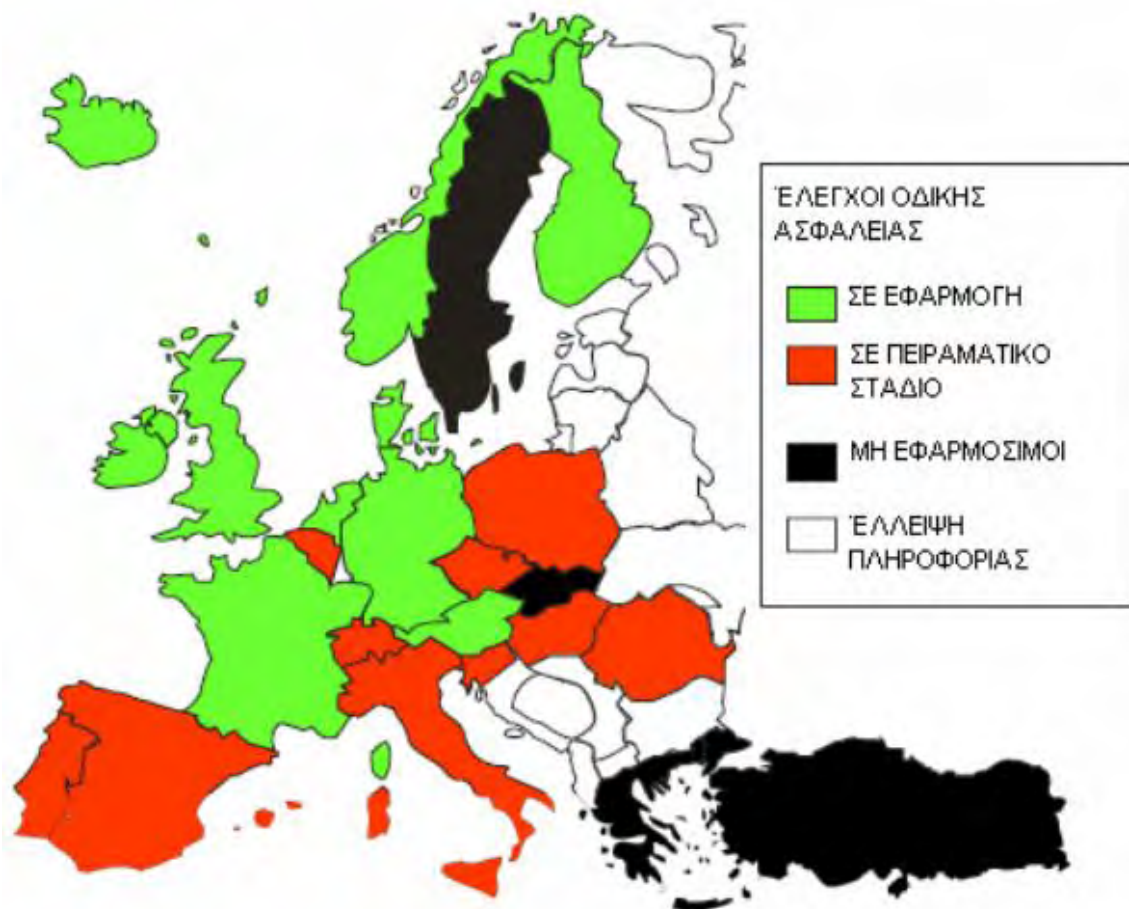 ΈΛΕΓΧΟΙ ΟΔΙΚΗΣ
ΑΣΦΑΛΕΙΑΣ
ΣΕ ΕΦΑΡΜΟΓΗ
ΣΕ ΠΕΙΡΑΜΑΤΙΚΟ
ΣΤΑΔΙΟ
ΜΗ ΕΦΑΡΜΟΣΙΜΟΙ
ΈΛΛΕΙΨΗ
ΠΛΗΡΟΦΟΡΙΑΣ